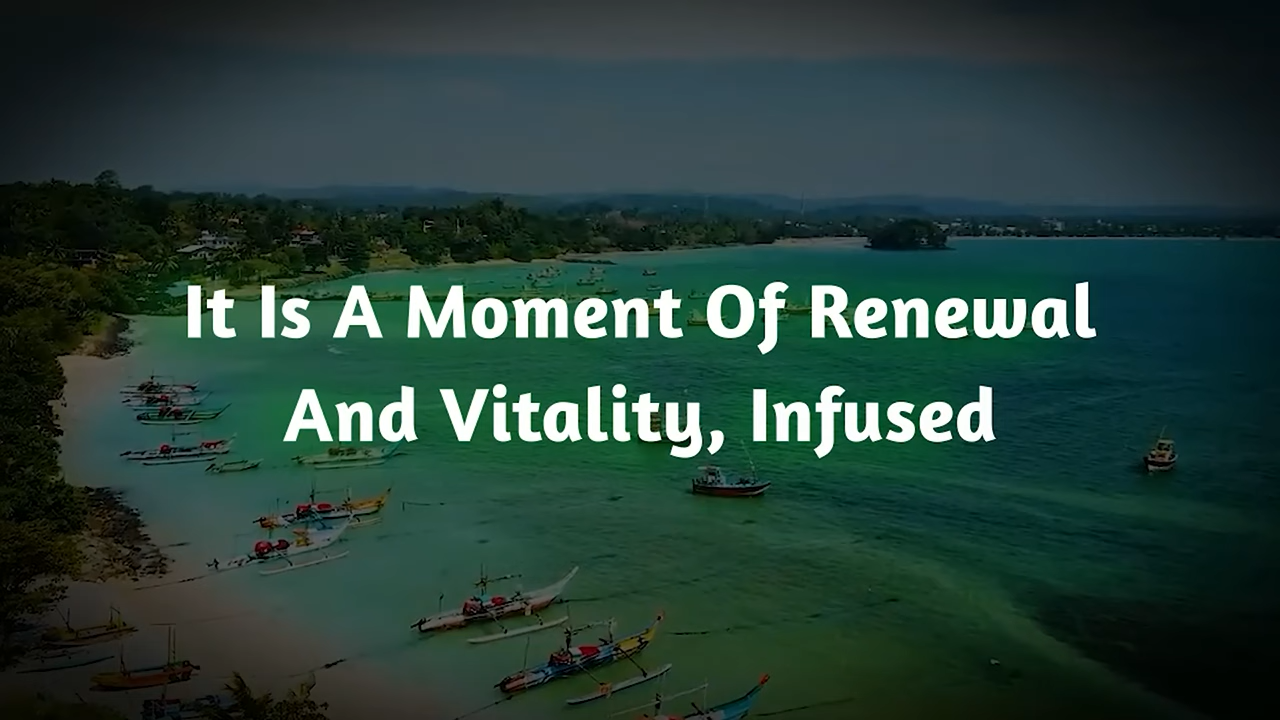 It Is A Moment Of Renewal
And Vitality, Infused